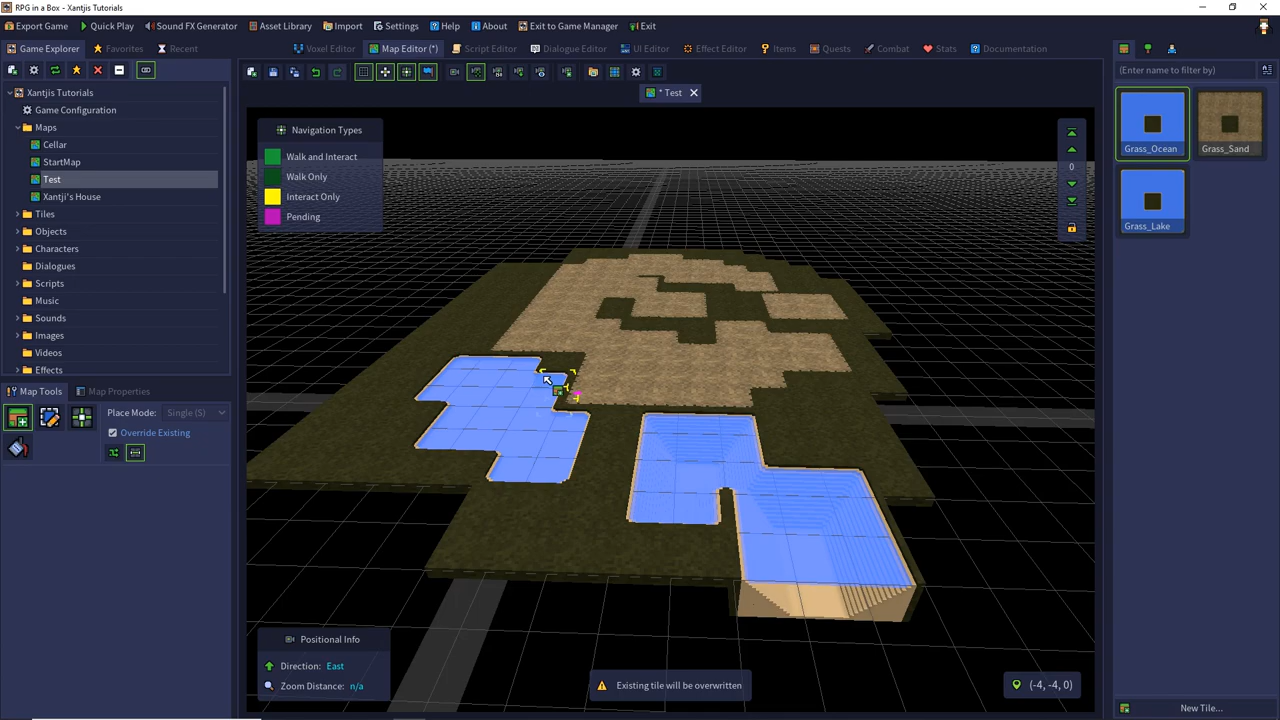 RPG in a Box - Xantjis Tutorials
Export Game Quick Play Sound FX Generator Asset Library Import Settings Help About Exit to Game Manager Exit
Game Explorer Favorites Recent Voxel Editor Map Editor (*) Script Editor Dialogue Editor UI Editor Effect Editor Items Quests Combat Stats Documentation
(Enter name to filter by)
* Test
Xantjis Tutorials
Game Configuration
Maps
Cellar
StartMap
Test
Xantji's House
Tiles
Objects
Characters
Dialogues
Scripts
Music
Sounds
Images
Videos
Effects
Map Tools Map Properties
Place Mode: Single (S)
Override Existing
Navigation Types
Walk and Interact
Walk Only
Interact Only
Pending
0
Positional Info
Direction: East
Zoom Distance: n/a
Existing tile will be overwritten
(-4, -4, 0)
Grass_Ocean Grass_Sand
Grass_Lake
New Tile...